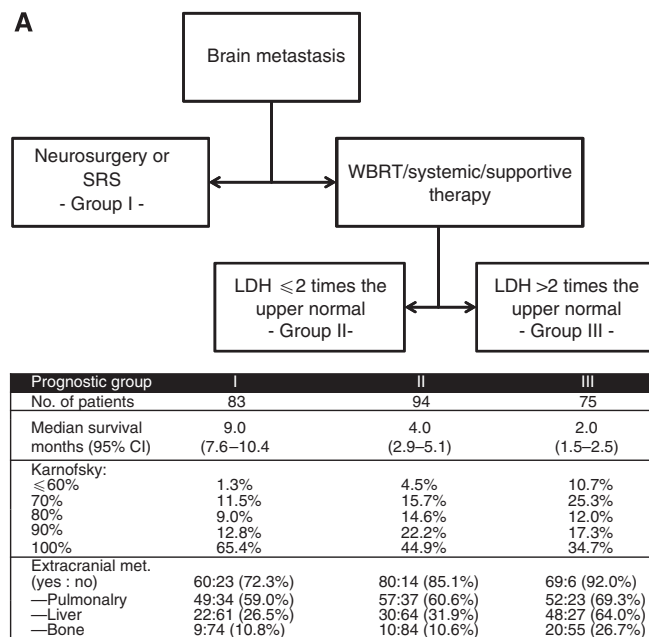 A
Brain metastasis
Neurosurgery or
SRS
- Group I -
WBRT/systemic/supportive
therapy
LDH ⩽2 times the
upper normal
- Group II-
LDH >2 times the
upper normal
- Group III -
Prognostic group I II III
No. of patients 83 94 75
Median survival 9.0 4.0 2.0
months (95% CI) (7.6–10.4 (2.9–5.1) (1.5–2.5)
Karnofsky:
⩽60% 1.3% 4.5% 10.7%
70% 11.5% 15.7% 25.3%
80% 9.0% 14.6% 12.0%
90% 12.8% 22.2% 17.3%
100% 65.4% 44.9% 34.7%
Extracranial met.
(yes : no) 60:23 (72.3%) 80:14 (85.1%) 69:6 (92.0%)
—Pulmonalry 49:34 (59.0%) 57:37 (60.6%) 52:23 (69.3%)
—Liver 22:61 (26.5%) 30:64 (31.9%) 48:27 (64.0%)
—Bone 9:74 (10.8%) 10:84 (10.6%) 20:55 (26.7%)